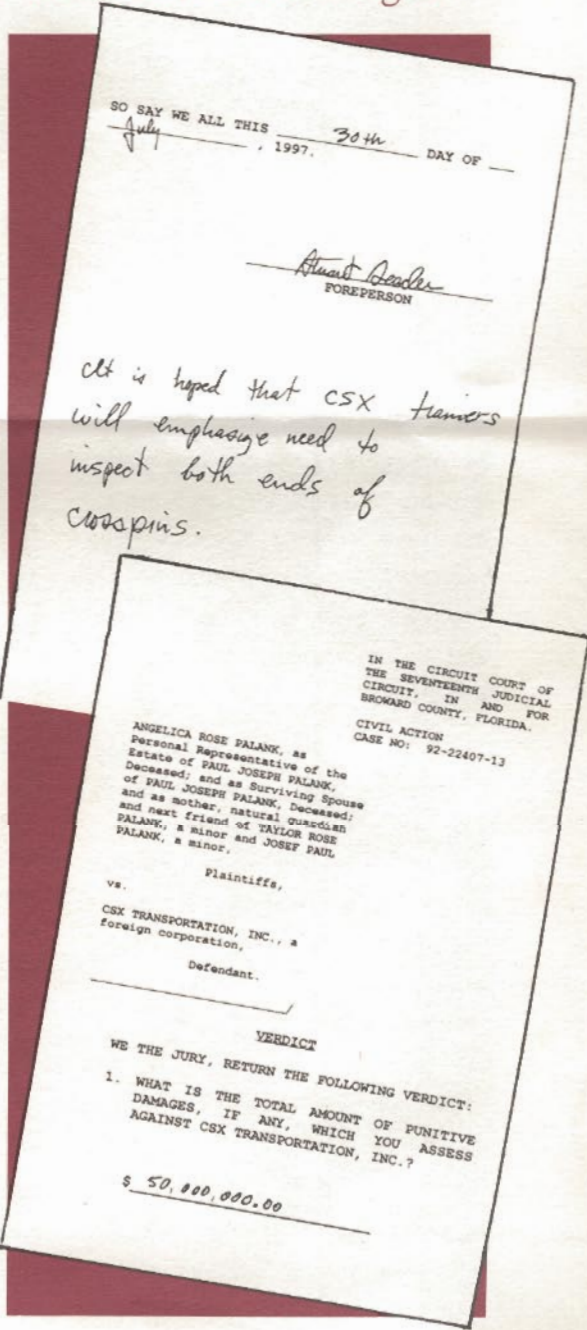 SO SAY WE ALL THIS 30th DAY OF
July, 1997.
Stuart
FOREPERSON
It is hoped that CSX trainers
will emphasize need to
inspect both ends of
crosspins.
IN THE CIRCUIT COURT OF
THE SEVENTEENTH JUDICIAL
CIRCUIT, IN AND FOR
BROWARD COUNTY, FLORIDA.
CIVIL ACTION
CASE NO: 92-22407-13
ANGELICA ROSE PALANK, as
Personal Representative of the
Estate of PAUL JOSEPH PALANK,
Deceased; and as Surviving Spouse
of PAUL JOSEPH PALANK, Deceased;
and as mother, natural guardian
and next friend of TAYLOR ROSE
PALANK, a minor and JOSEF PAUL
PALANK, a minor,
Plaintiffs,
vs.
CSX TRANSPORTATION, INC., a
foreign corporation,
Defendant.
VERDICT
WE THE JURY, RETURN THE FOLLOWING VERDICT:
1. WHAT IS THE TOTAL AMOUNT OF PUNITIVE
DAMAGES, IF ANY, WHICH YOU ASSESS
AGAINST CSX TRANSPORTATION, INC.?
$ 50,000,000.00